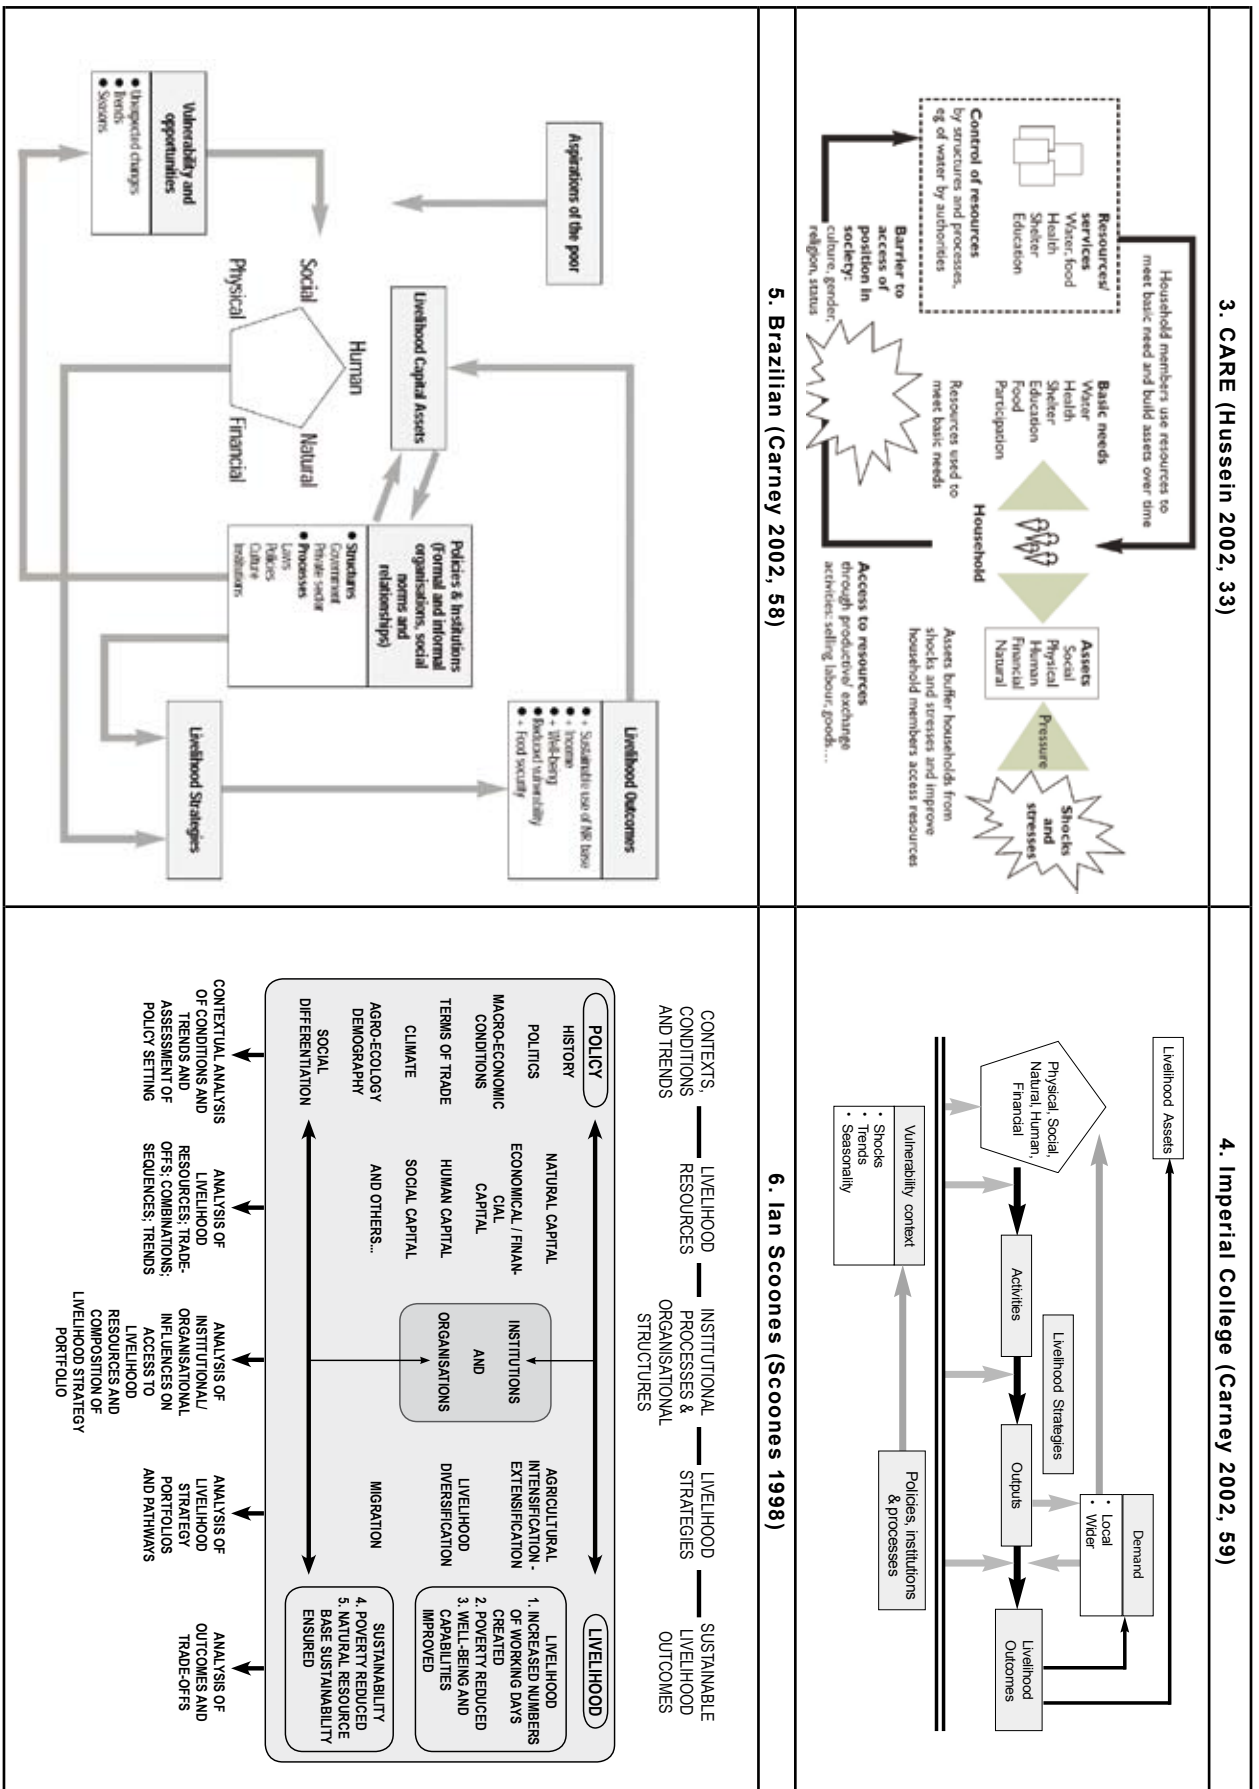 3. CARE (Hussein 2002, 33)
Household members use resources to
meet basic need and build assets over time
Resources/
services
Water, food
Health
Shelter
Education
Control of resources
by structures and processes,
eg of water by authorities
Basic needs
Water
Health
Shelter
Education
Food
Participation
Household
Assets
Social
Physical
Human
Financial
Natural
Pressure
Shocks
and
stresses
Resources used to
meet basic needs
Assets buffer households from
shocks and stresses and improve
household members access resources
Barrier to
access of
position in
society:
culture, gender,
religion, status
Access to resources
through productive/ exchange
activities: selling labour, goods...
4. Imperial College (Carney 2002, 59)
Livelihood Assets
Demand
• Local
• Wider
Physical, Social,
Natural, Human,
Financial
Livelihood Strategies
Activities
Outputs
Livelihood
Outcomes
Vulnerability context
• Shocks
• Trends
• Seasonality
Policies, institutions
& processes
5. Brazilian (Carney 2002, 58)
Livelihood Outcomes
● + Sustainable use of NR base
● + Income
● + Well-being
● Reduced vulnerability
● + Food security
Aspirations of the poor
Livelihood Capital Assets
Policies & Institutions
(Formal and informal
organisations, social
norms and
relationships)
● Structures
Government
Private sector
● Processes
Laws
Policies
Culture
Institutions
Human
Social
Natural
Physical
Financial
Vulnerability and
opportunities
● Unexpected changes
● Trends
● Seasons
Livelihood Strategies
6. Ian Scoones (Scoones 1998)
CONTEXTS,
CONDITIONS
AND TRENDS
LIVELIHOOD
RESOURCES
INSTITUTIONAL
PROCESSES &
ORGANISATIONAL
STRUCTURES
LIVELIHOOD
STRATEGIES
SUSTAINABLE
LIVELIHOOD
OUTCOMES
POLICY
LIVELIHOOD
HISTORY
POLITICS
MACRO-ECONOMIC
CONDITIONS
TERMS OF TRADE
CLIMATE
AGRO-ECOLOGY
DEMOGRAPHY
SOCIAL
DIFFERENTIATION
NATURAL CAPITAL
ECONOMICAL / FINAN-
CIAL
CAPITAL
HUMAN CAPITAL
SOCIAL CAPITAL
AND OTHERS...
INSTITUTIONS
AND
ORGANISATIONS
AGRICULTURAL
INTENSIFICATION -
EXTENSIFICATION
LIVELIHOOD
DIVERSIFICATION
MIGRATION
LIVELIHOOD
1. INCREASED NUMBERS
OF WORKING DAYS
CREATED
2. POVERTY REDUCED
3. WELL-BEING AND
CAPABILITIES
IMPROVED
SUSTAINABILITY
4. POVERTY REDUCED
5. NATURAL RESOURCE
BASE SUSTAINABILITY
ENSURED
CONTEXTUAL ANALYSIS
OF CONDITIONS AND
TRENDS AND
ASSESSMENT OF
POLICY SETTING
ANALYSIS OF
LIVELIHOOD
RESOURCES; TRADE-
OFFS; COMBINATIONS;
SEQUENCES; TRENDS
ANALYSIS OF
INSTITUTIONAL/
ORGANISATIONAL
INFLUENCES ON
ACCESS TO
LIVELIHOOD
RESOURCES AND
COMPOSITION OF
LIVELIHOOD STRATEGY
PORTFOLIO
ANALYSIS OF
LIVELIHOOD
STRATEGY
PORTFOLIOS
AND PATHWAYS
ANALYSIS OF
OUTCOMES AND
TRADE-OFFS